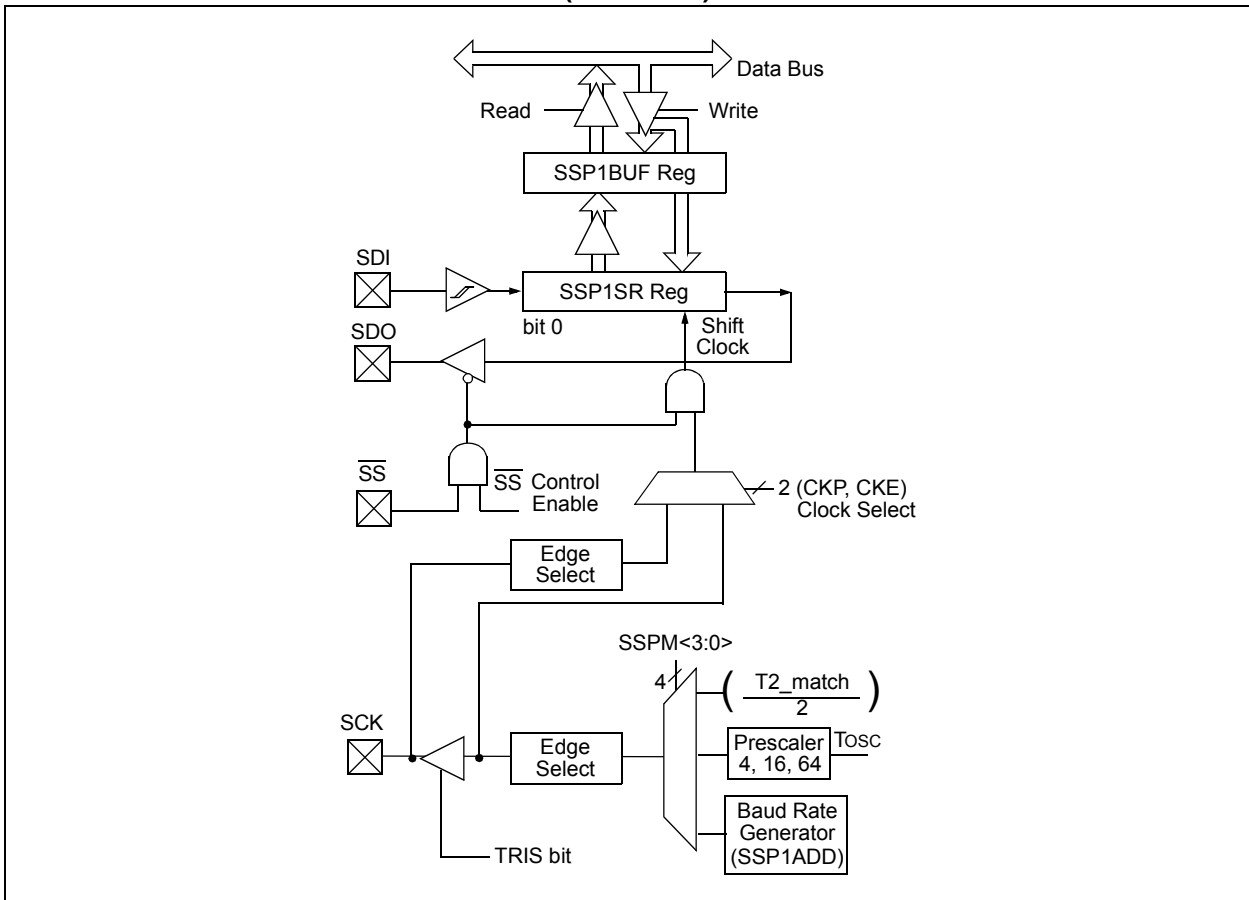 Data Bus
Read
Write
SSP1BUF Reg
SDI
SSP1SR Reg
bit 0
Shift
Clock
SDO
SS
SS Control
Enable
2 (CKP, CKE)
Clock Select
Edge
Select
SSPM<3:0>
4
( T2_match )
2
SCK
Edge
Select
Prescaler
4, 16, 64
TOSC
Baud Rate
Generator
(SSP1ADD)
TRIS bit